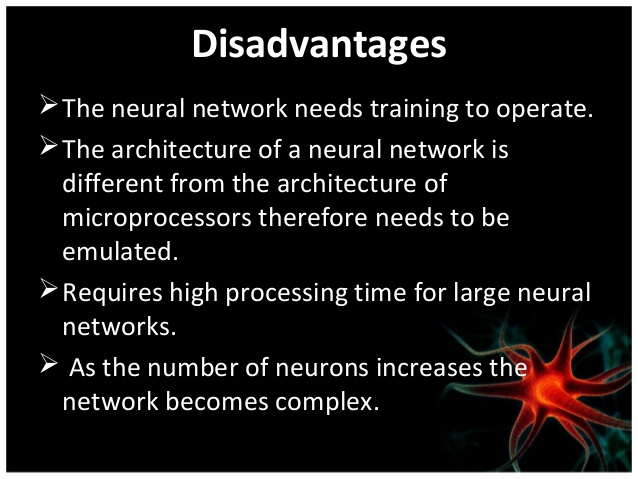 Disadvantages
➢The neural network needs training to operate.
➢The architecture of a neural network is
different from the architecture of
microprocessors therefore needs to be
emulated.
➢Requires high processing time for large neural
networks.
➢ As the number of neurons increases the
network becomes complex.